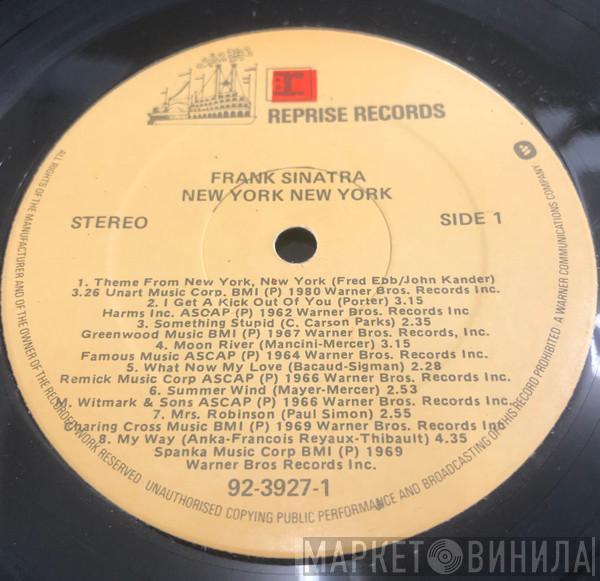 REPRISE RECORDS
FRANK SINATRA
NEW YORK NEW YORK
STEREO
SIDE 1
1. Theme From New York, New York (Fred Ebb/John Kander)
3.26 Unart Music Corp. BMI (P) 1980 Warner Bros. Records Inc.
2. I Get A Kick Out Of You (Porter) 3.15
Harms Inc. ASCAP (P) 1962 Warner Bros. Records Inc
3. Something Stupid (C. Carson Parks) 2.35
Greenwood Music BMI (P) 1967 Warner Bros. Records, Inc.
4. Moon River (Mancini-Mercer) 3.15
Famous Music ASCAP (P) 1964 Warner Bros. Records Inc.
5. What Now My Love (Bacaud-Sigman) 2.28
Remick Music Corp ASCAP (P) 1966 Warner Bros. Records Inc.
6. Summer Wind (Mayer-Mercer) 2.53
M. Witmark & Sons ASCAP (P) 1966 Warner Bros. Records Inc.
7. Mrs. Robinson (Paul Simon) 2.55
Charing Cross Music BMI (P) 1969 Warner Bros. Records Inc.
8. My Way (Anka-Francois Reyaux-Thibault) 4.35
Spanka Music Corp BMI (P) 1969
Warner Bros Records Inc.
92-3927-1
ALL RIGHTS OF THE MANUFACTURER AND OF THE OWNER OF THE RECORDED WORK RESERVED · UNAUTHORISED COPYING PUBLIC PERFORMANCE AND BROADCASTING OF THIS RECORD PROHIBITED A WARNER COMMUNICATIONS COMPANY
МАРКЕТ ВИНИЛА